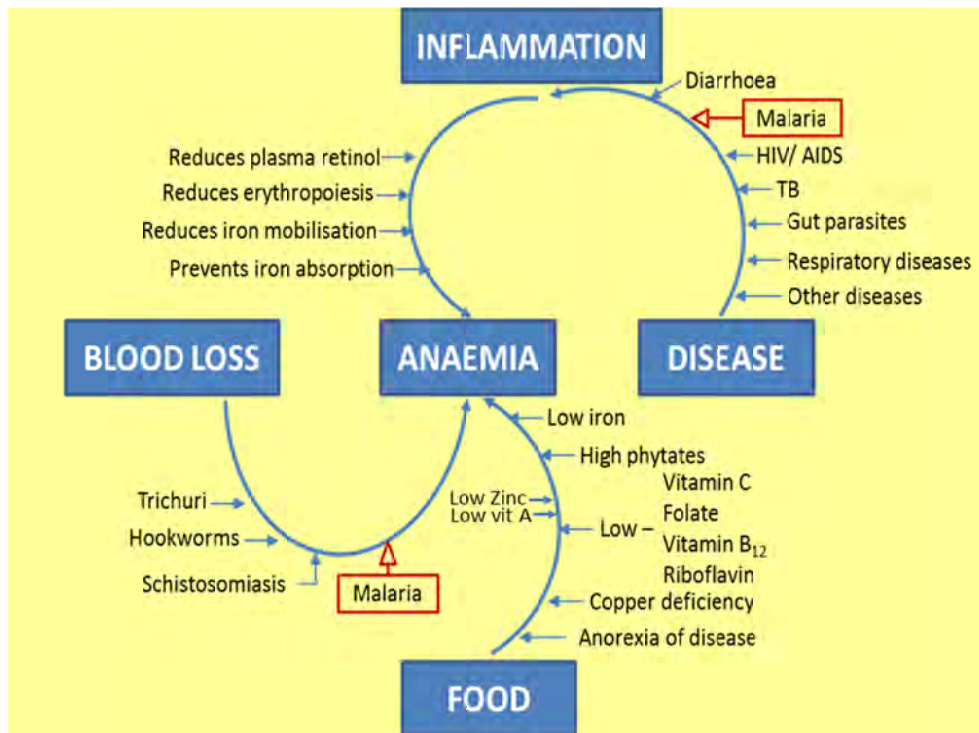 INFLAMMATION
Diarrhoea
Malaria
HIV/ AIDS
TB
Gut parasites
Respiratory diseases
Other diseases
Reduces plasma retinol
Reduces erythropoiesis
Reduces iron mobilisation
Prevents iron absorption
BLOOD LOSS
ANAEMIA
DISEASE
Trichuri
Hookworms
Schistosomiasis
Malaria
Low iron
High phytates
Low Zinc
Low vit A
Low –
Vitamin C
Folate
Vitamin B₁₂
Riboflavin
Copper deficiency
Anorexia of disease
FOOD